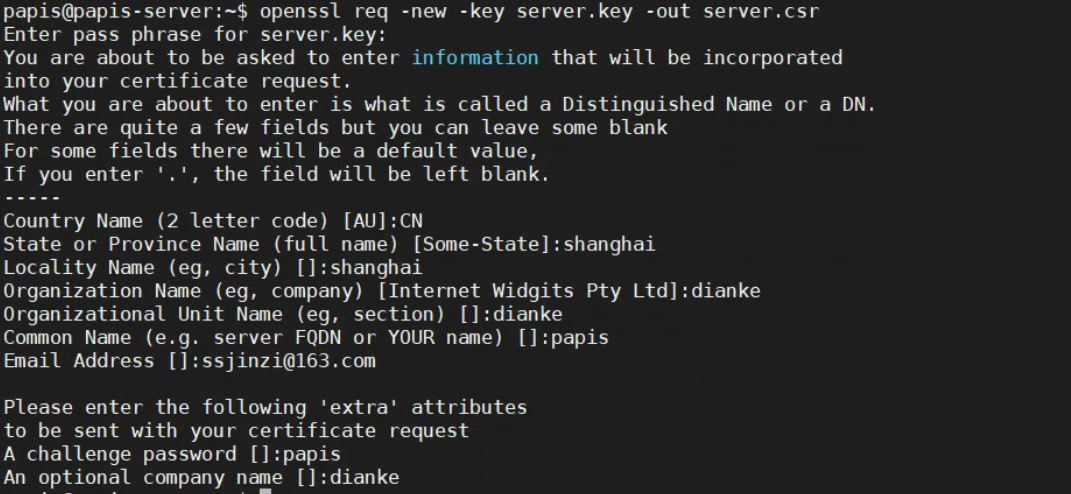 papis@papis-server:~$ openssl req -new -key server.key -out server.csr
Enter pass phrase for server.key:
You are about to be asked to enter information that will be incorporated
into your certificate request.
What you are about to enter is what is called a Distinguished Name or a DN.
There are quite a few fields but you can leave some blank
For some fields there will be a default value,
If you enter '.', the field will be left blank.
-----
Country Name (2 letter code) [AU]:CN
State or Province Name (full name) [Some-State]:shanghai
Locality Name (eg, city) []:shanghai
Organization Name (eg, company) [Internet Widgits Pty Ltd]:dianke
Organizational Unit Name (eg, section) []:dianke
Common Name (e.g. server FQDN or YOUR name) []:papis
Email Address []:ssjinzi@163.com
Please enter the following 'extra' attributes
to be sent with your certificate request
A challenge password []:papis
An optional company name []:dianke